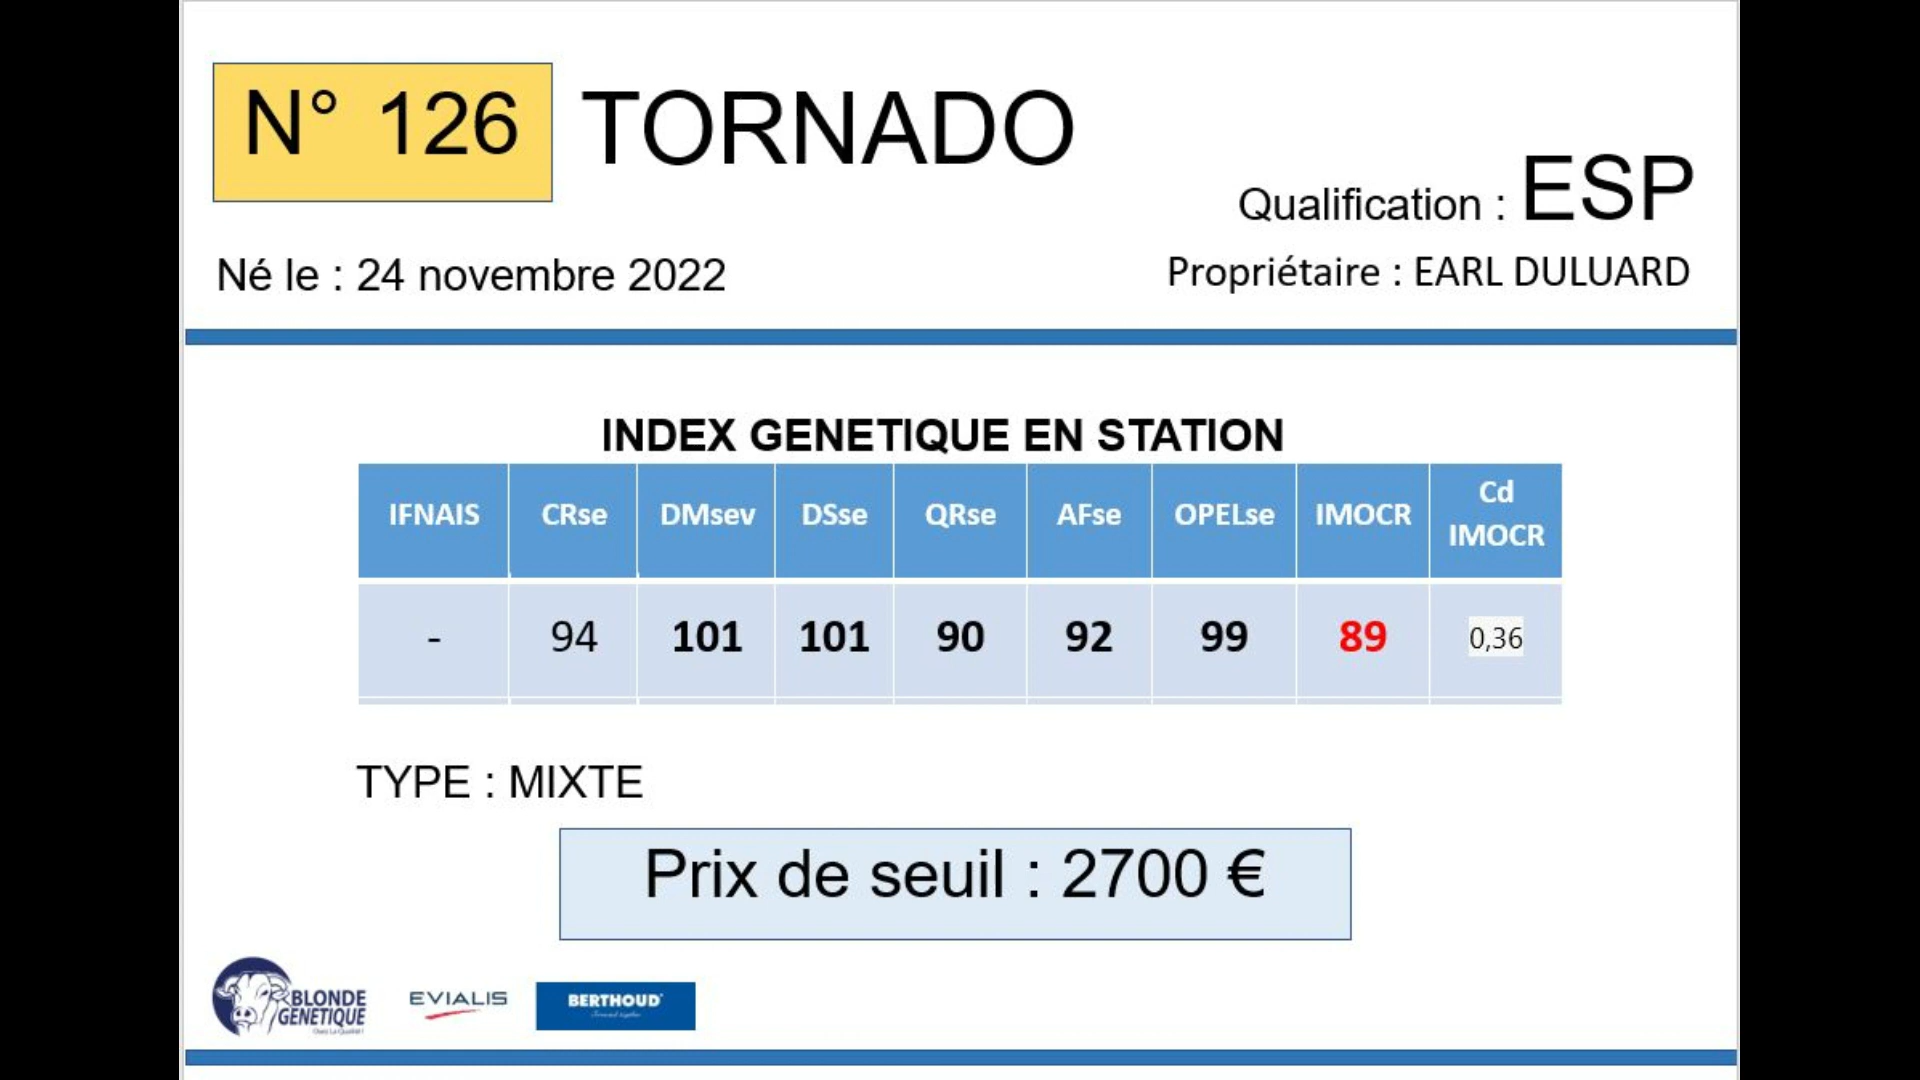 N° 126 TORNADO
Qualification : ESP
Né le : 24 novembre 2022
Propriétaire : EARL DULUARD
INDEX GENETIQUE EN STATION
IFNAIS CRse DMsev DSse QRse AFse OPELse IMOCR Cd IMOCR
- 94 101 101 90 92 99 89 0,36
TYPE : MIXTE
Prix de seuil : 2700 €
BLONDE
GENETIQUE
EVIALIS
BERTHOUD